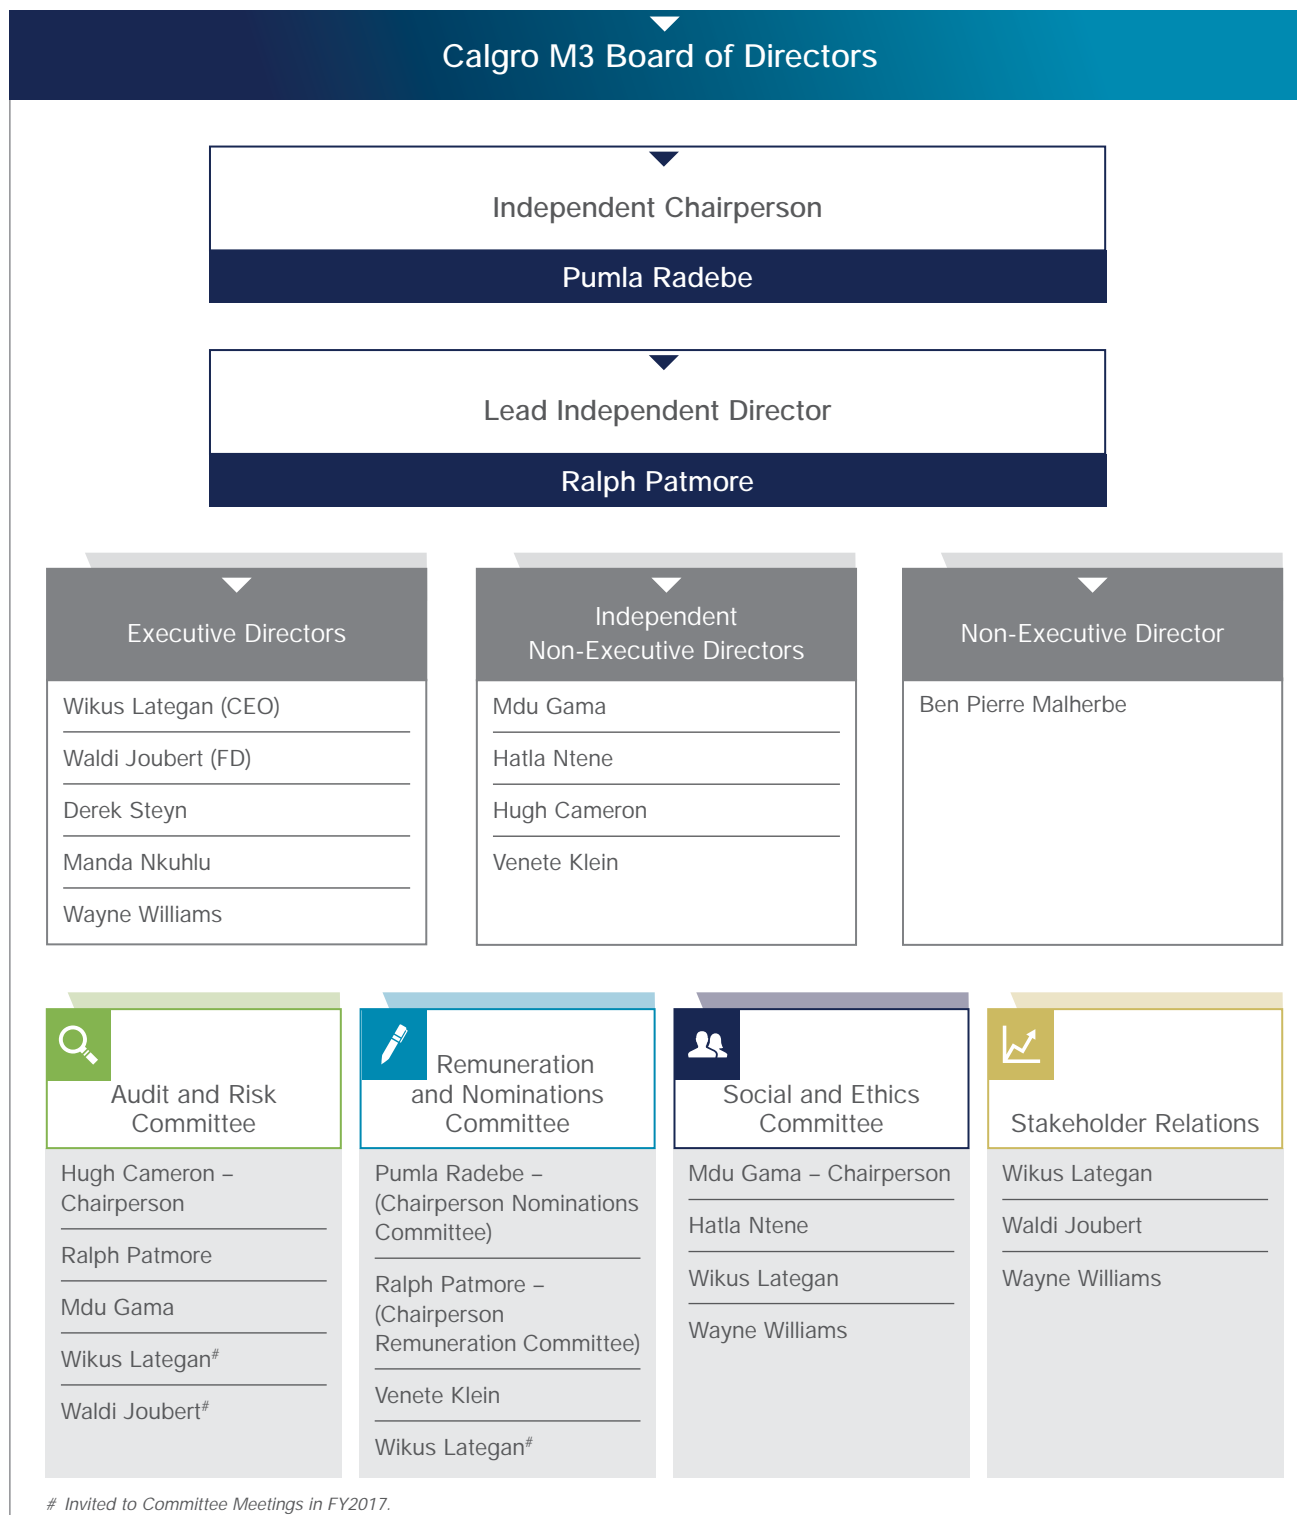 Calgro M3 Board of Directors
Independent Chairperson
Pumla Radebe
Lead Independent Director
Ralph Patmore
Executive Directors
Wikus Lategan (CEO)
Waldi Joubert (FD)
Derek Steyn
Manda Nkuhlu
Wayne Williams
Independent
Non-Executive Directors
Mdu Gama
Hatla Ntene
Hugh Cameron
Venete Klein
Non-Executive Director
Ben Pierre Malherbe
Audit and Risk
Committee
Hugh Cameron –
Chairperson
Ralph Patmore
Mdu Gama
Wikus Lategan#
Waldi Joubert#
Remuneration
and Nominations
Committee
Pumla Radebe –
(Chairperson Nominations
Committee)
Ralph Patmore –
(Chairperson
Remuneration Committee)
Venete Klein
Wikus Lategan#
Social and Ethics
Committee
Mdu Gama – Chairperson
Hatla Ntene
Wikus Lategan
Wayne Williams
Stakeholder Relations
Wikus Lategan
Waldi Joubert
Wayne Williams
# Invited to Committee Meetings in FY2017.